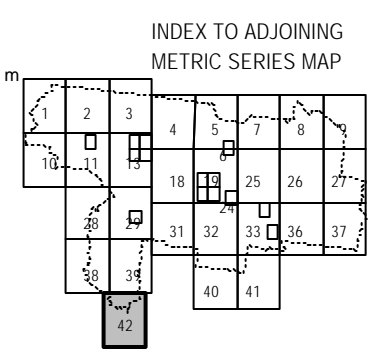 INDEX TO ADJOINING
METRIC SERIES MAP
m
1 2 3
4 5 7 8 9
6
10 11 13
18 19 25 26 27
24
28 29
31 32 33 36 37
38 39
40 41
42